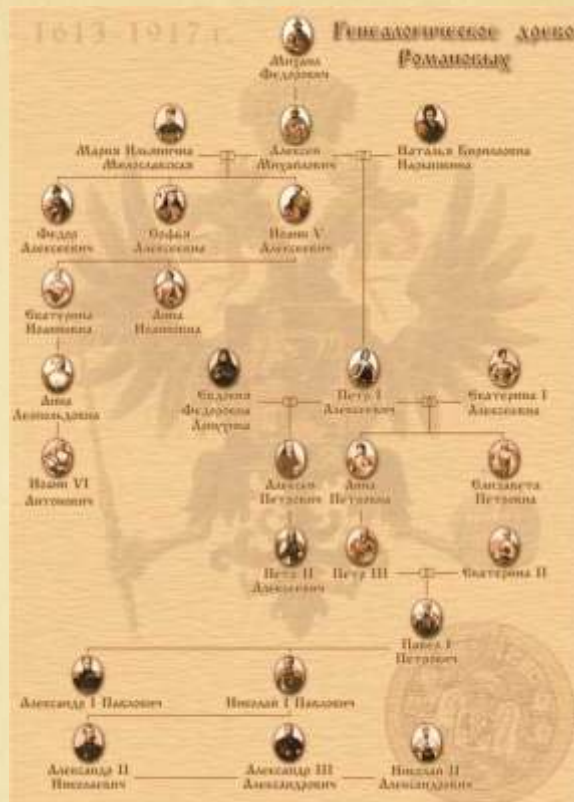 1613-1917 г.
Генеалогическое древо
Романовых
Михаил
Федорович
Мария Ильинична
Милославская
Алексей
Михайлович
Наталья Кирилловна
Нарышкина
Федор
Алексеевич
Софья
Алексеевна
Иоанн V
Алексеевич
Екатерина
Иоанновна
Анна
Иоанновна
Анна
Леопольдовна
Евдокия
Федоровна
Лопухина
Петр I
Алексеевич
Екатерина I
Алексеевна
Иоанн VI
Антонович
Алексей
Петрович
Анна
Петровна
Елизавета
Петровна
Петр II
Алексеевич
Петр III
Екатерина II
Павел I
Петрович
Александр I Павлович
Николай I Павлович
Александр II
Николаевич
Александр III
Александрович
Николай II
Александрович